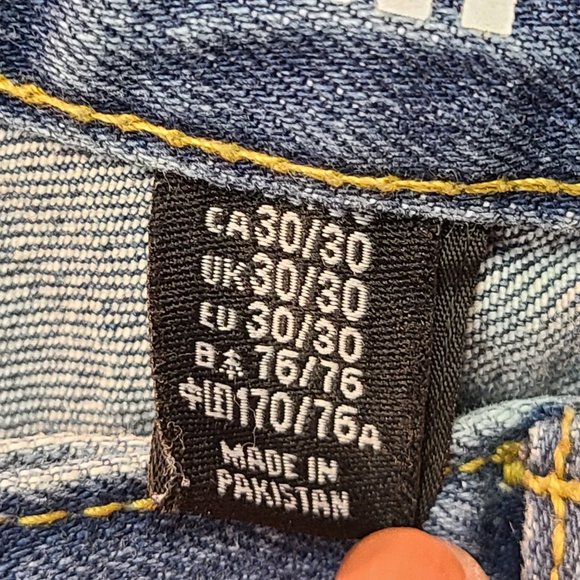 CA 30/30
UK 30/30
EU 30/30
日本 76/76
中国 170/76A
MADE IN
PAKISTAN